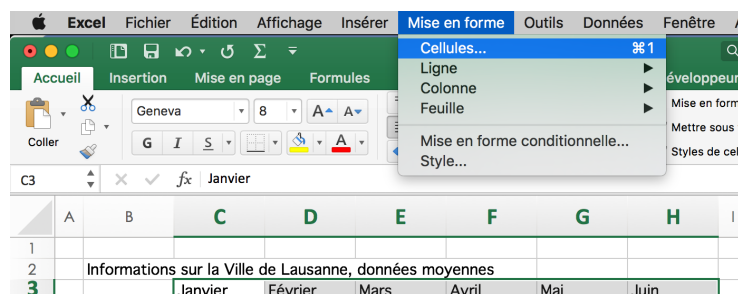 Excel Fichier Édition Affichage Insérer Mise en forme Outils Données Fenêtre
Cellules... ⌘1
Ligne
Colonne
Feuille
Mise en forme conditionnelle...
Style...
Accueil Insertion Mise en page Formules éveloppeur
Coller
Geneva 8 A A
G I S A
Mise en form
Mettre sous
Styles de cel
C3 fx Janvier
A B C D E F G H I
1
2 Informations sur la Ville de Lausanne, données moyennes
3 Janvier Février Mars Avril Mai Juin